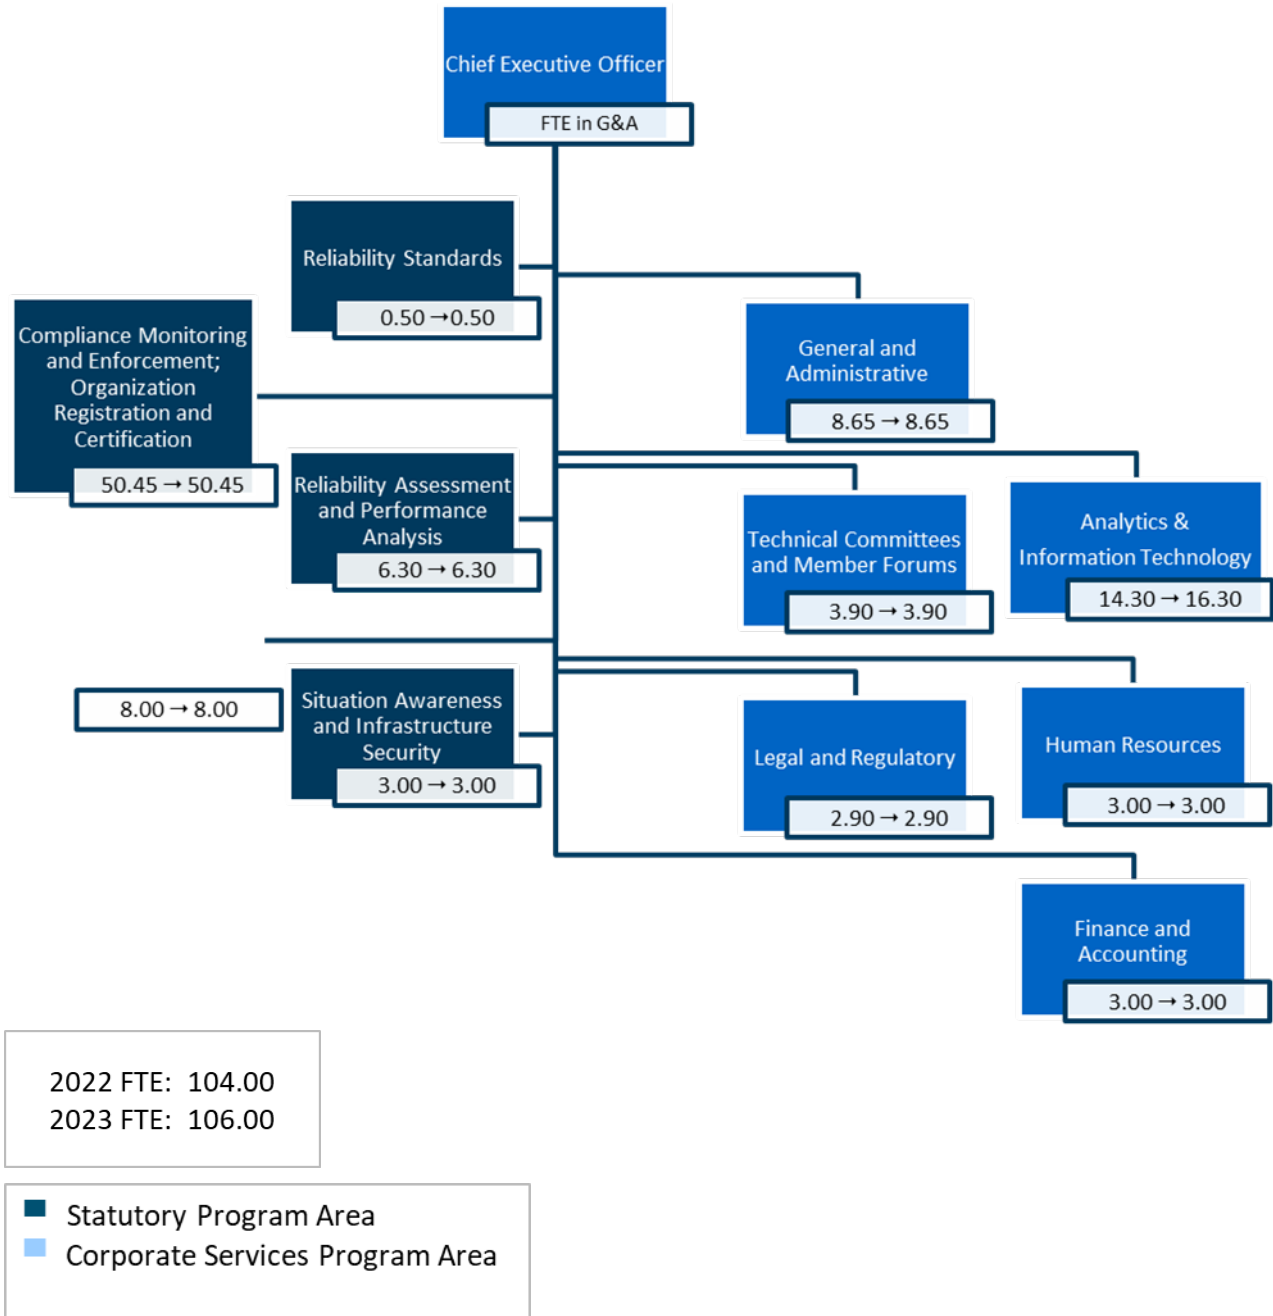 Chief Executive Officer
FTE in G&A
Reliability Standards
0.50 → 0.50
Compliance Monitoring
and Enforcement;
Organization
Registration and
Certification
50.45 → 50.45
General and
Administrative
8.65 → 8.65
Reliability Assessment
and Performance
Analysis
6.30 → 6.30
Technical Committees
and Member Forums
3.90 → 3.90
Analytics &
Information Technology
14.30 → 16.30
8.00 → 8.00
Situation Awareness
and Infrastructure
Security
3.00 → 3.00
Legal and Regulatory
2.90 → 2.90
Human Resources
3.00 → 3.00
Finance and
Accounting
3.00 → 3.00
2022 FTE: 104.00
2023 FTE: 106.00
Statutory Program Area
Corporate Services Program Area